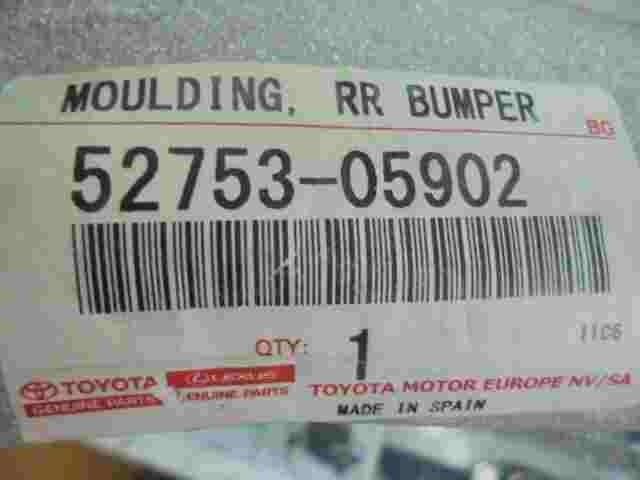 MOULDING, RR BUMPER
BG
52753-05902
QTY: 1
11C6
TOYOTA
GENUINE PARTS
LEXUS
GENUINE PARTS
TOYOTA MOTOR EUROPE NV/SA
MADE IN SPAIN